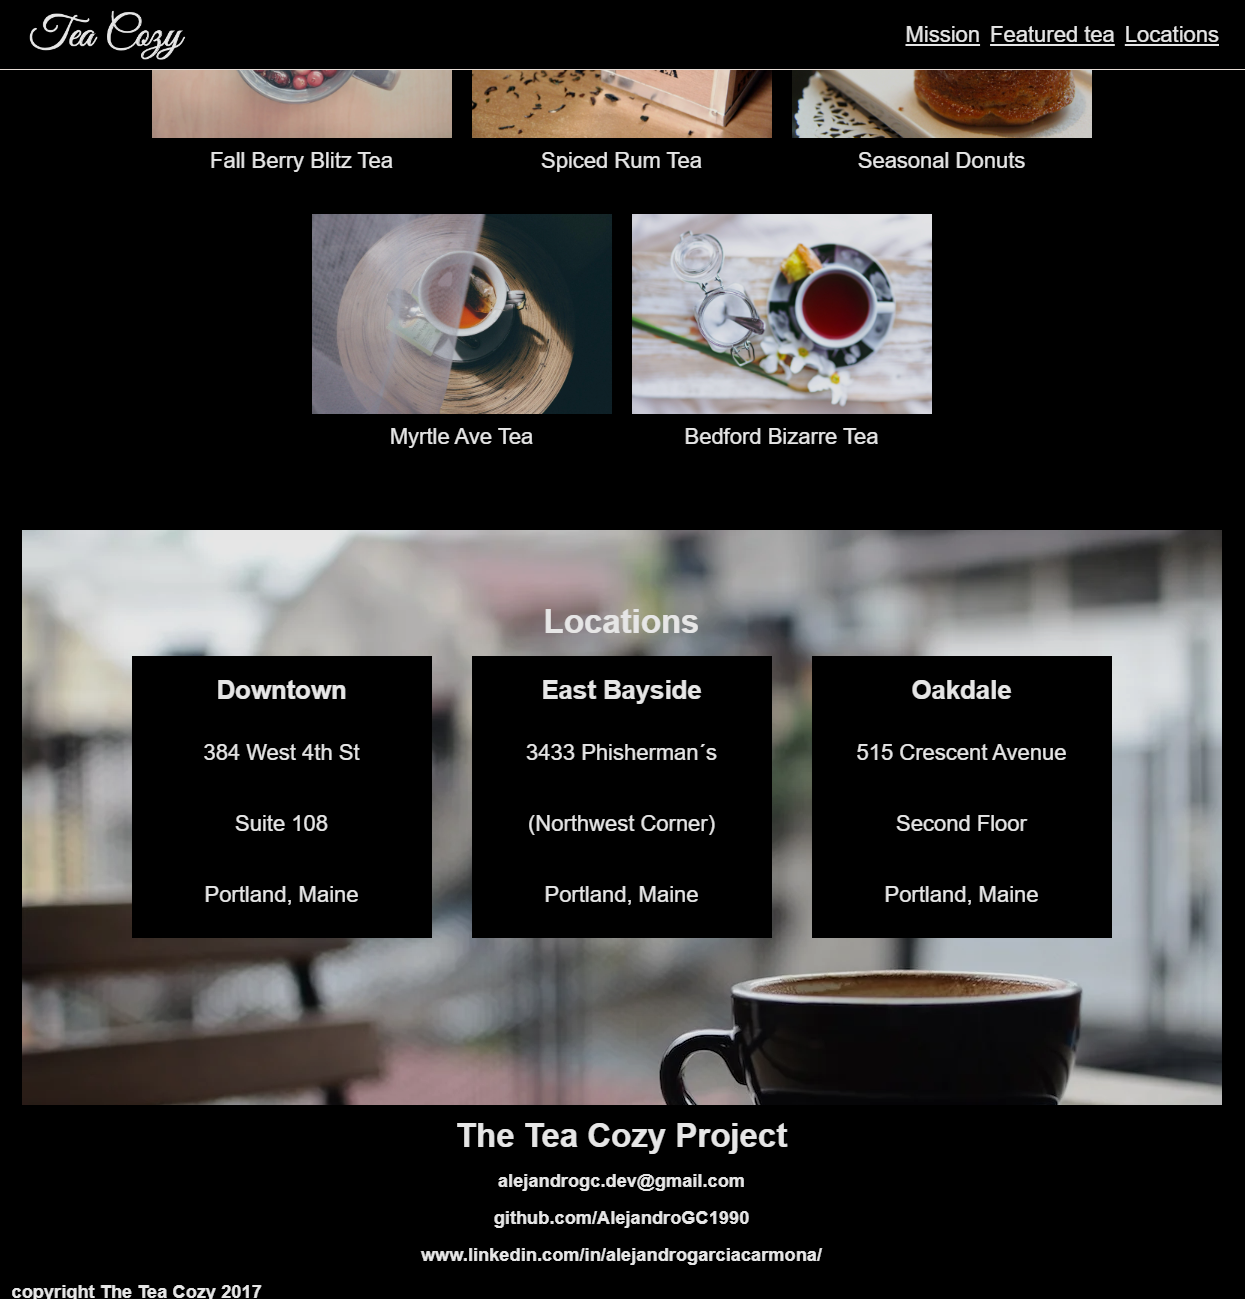 Tea Cozy
Mission Featured tea Locations
TEA
Fall Berry Blitz Tea
Spiced Rum Tea
Seasonal Donuts
Myrtle Ave Tea
Bedford Bizarre Tea
Locations
Downtown
384 West 4th St
Suite 108
Portland, Maine
East Bayside
3433 Phisherman´s
(Northwest Corner)
Portland, Maine
Oakdale
515 Crescent Avenue
Second Floor
Portland, Maine
The Tea Cozy Project
alejandrogc.dev@gmail.com
github.com/AlejandroGC1990
www.linkedin.com/in/alejandrogarciacarmona/
copyright The Tea Cozy 2017